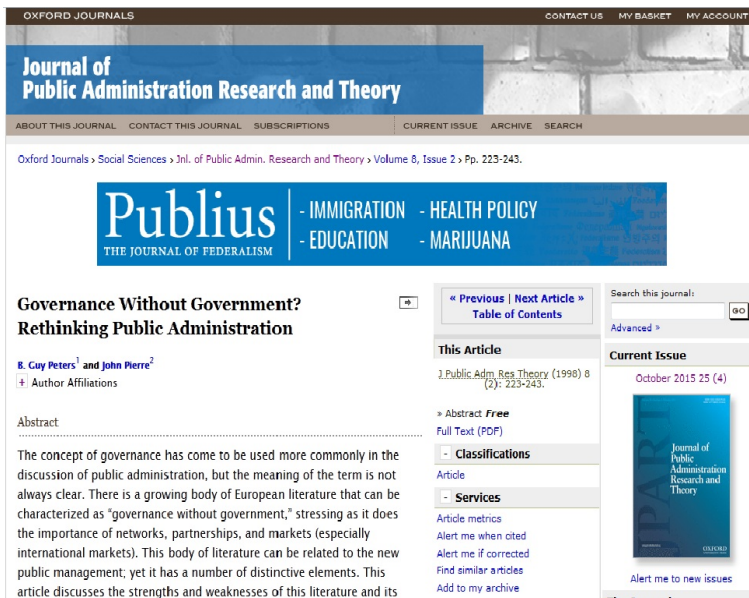 OXFORD JOURNALS
CONTACT US MY BASKET MY ACCOUNT
Journal of
Public Administration Research and Theory
ABOUT THIS JOURNAL CONTACT THIS JOURNAL SUBSCRIPTIONS CURRENT ISSUE ARCHIVE SEARCH
Oxford Journals › Social Sciences › Jnl. of Public Admin. Research and Theory › Volume 8, Issue 2 › Pp. 223-243.
Publius
THE JOURNAL OF FEDERALISM
- IMMIGRATION - HEALTH POLICY
- EDUCATION - MARIJUANA
Governance Without Government?
Rethinking Public Administration
B. Guy Peters1 and John Pierre2
+ Author Affiliations
Abstract
The concept of governance has come to be used more commonly in the
discussion of public administration, but the meaning of the term is not
always clear. There is a growing body of European literature that can be
characterized as "governance without government," stressing as it does
the importance of networks, partnerships, and markets (especially
international markets). This body of literature can be related to the new
public management; yet it has a number of distinctive elements. This
article discusses the strengths and weaknesses of this literature and its
« Previous | Next Article »
Table of Contents
This Article
J Public Adm Res Theory (1998) 8
(2): 223-243.
» Abstract Free
Full Text (PDF)
- Classifications
Article
- Services
Article metrics
Alert me when cited
Alert me if corrected
Find similar articles
Add to my archive
Search this journal:
GO
Advanced »
Current Issue
October 2015 25 (4)
JPART
Journal of
Public
Administration
Research and
Theory
OXFORD
Alert me to new issues